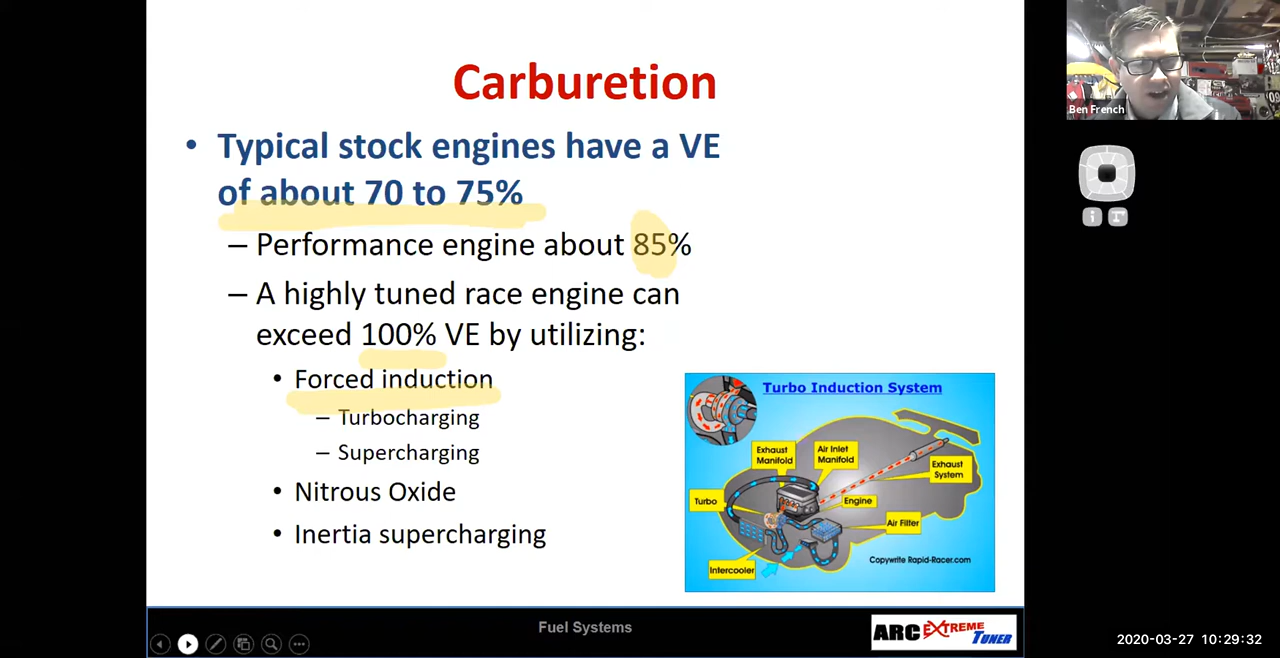 Carburetion
• Typical stock engines have a VE
of about 70 to 75%
– Performance engine about 85%
– A highly tuned race engine can
exceed 100% VE by utilizing:
• Forced induction
– Turbocharging
– Supercharging
• Nitrous Oxide
• Inertia supercharging
Turbo Induction System
Exhaust
Manifold
Air Inlet
Manifold
Exhaust
System
Turbo
Engine
Air Filter
Intercooler
Copywrite Rapid-Racer.com
Fuel Systems
ARC EXTREME
TUNER
Ben French
2020-03-27 10:29:32